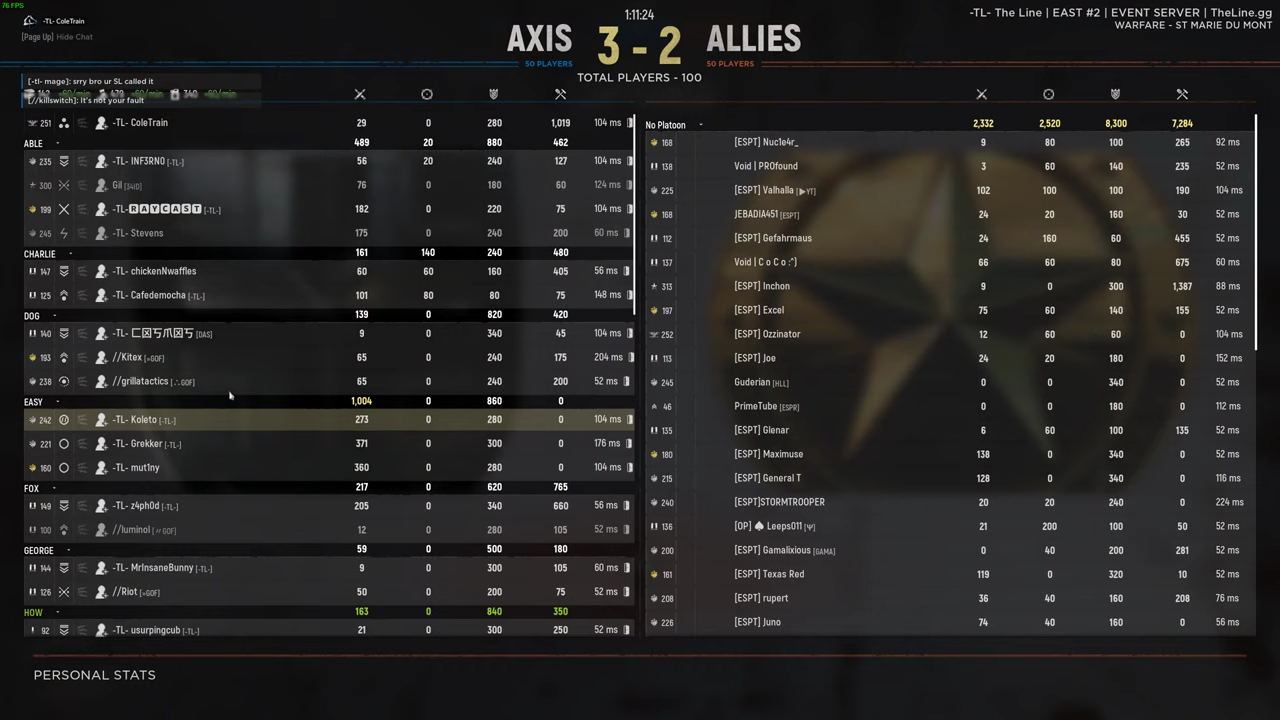 76 FPS
-TL- ColeTrain
[Page Up] Hide Chat
1:11:24
AXIS 3 - 2 ALLIES
50 PLAYERS 50 PLAYERS
TOTAL PLAYERS - 100
-TL- The Line | EAST #2 | EVENT SERVER | TheLine.gg
WARFARE - ST MARIE DU MONT
[-tl- mage]: srry bro ur SL called it
[//killswitch]: It's not your fault
251 -TL- ColeTrain 29 0 280 1,019 104 ms
ABLE - 489 20 880 462
235 -TL- INF3RN0 [-TL-] 56 20 240 127 104 ms
300 Gil [34ID] 76 0 180 60 124 ms
199 -TL- RAYCAST [-TL-] 182 0 220 75 104 ms
245 -TL- Stevens 175 0 240 200 60 ms
CHARLIE - 161 140 240 480
147 -TL- chickenNwaffles 60 60 160 405 56 ms
125 -TL- Cafedemocha [-TL-] 101 80 80 75 148 ms
DOG - 139 0 820 420
140 -TL- [DAS] 9 0 340 45 104 ms
193 //Kitex [=GOF] 65 0 240 175 204 ms
238 //grillatactics [∴GOF] 65 0 240 200 52 ms
EASY - 1,004 0 860 0
242 -TL- Koleto [-TL-] 273 0 280 0 104 ms
221 -TL- Grekker [-TL-] 371 0 300 0 176 ms
160 -TL- mut1ny 360 0 280 0 104 ms
FOX - 217 0 620 765
149 -TL- z4ph0d [-TL-] 205 0 340 660 56 ms
100 //luminol [//GOF] 12 0 280 105 52 ms
GEORGE - 59 0 500 180
144 -TL- MrInsaneBunny [-TL-] 9 0 300 105 60 ms
126 //Riot [=GOF] 50 0 200 75 52 ms
HOW - 163 0 840 350
92 -TL- usurpingcub [-TL-] 21 0 300 250 52 ms
No Platoon - 2,332 2,520 8,300 7,284
168 [ESPT] Nuc1e4r_ 9 80 100 265 92 ms
138 Void | PROfound 3 60 140 235 52 ms
225 [ESPT] Valhalla [▶YT] 102 100 100 190 104 ms
168 JEBADIA451 [ESPT] 24 20 160 30 52 ms
112 [ESPT] Gefahrmaus 24 160 60 455 52 ms
137 Void | C o C o :^) 66 60 80 675 60 ms
313 [ESPT] Inchon 9 0 300 1,387 88 ms
197 [ESPT] Excel 75 60 140 155 52 ms
252 [ESPT] Ozzinator 12 60 60 0 104 ms
113 [ESPT] Joe 24 20 180 0 152 ms
245 Guderian [HLL] 0 0 340 0 52 ms
46 PrimeTube [ESPR] 0 0 180 0 112 ms
135 [ESPT] Glenar 6 60 100 135 52 ms
180 [ESPT] Maximuse 138 0 340 0 52 ms
215 [ESPT] General T 128 0 340 0 116 ms
240 [ESPT]STORMTROOPER 20 20 240 0 224 ms
136 [OP] ♠ Leeps011 [Ψ] 21 200 100 50 52 ms
200 [ESPT] Gamalixious [GAMA] 0 40 200 281 52 ms
161 [ESPT] Texas Red 119 0 320 10 52 ms
208 [ESPT] rupert 36 40 160 208 76 ms
226 [ESPT] Juno 74 40 160 0 56 ms
PERSONAL STATS